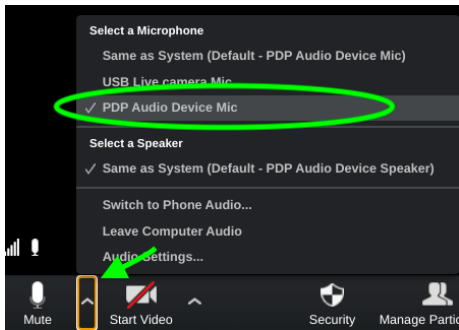 Select a Microphone
Same as System (Default - PDP Audio Device Mic)
USB Live camera Mic
PDP Audio Device Mic
Select a Speaker
Same as System (Default - PDP Audio Device Speaker)
Switch to Phone Audio...
Leave Computer Audio
Audio Settings...
Mute
Start Video
Security
Manage Partic